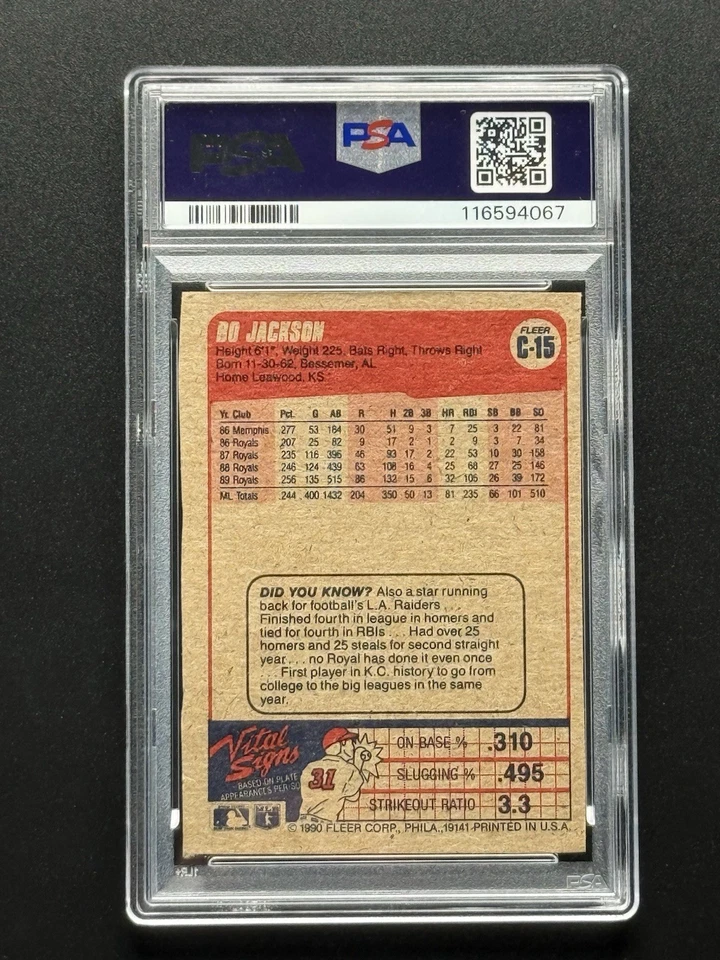 PSA
PSA
116594067
BO JACKSON
Height 6'1", Weight 225, Bats Right, Throws Right
Born 11-30-62, Bessemer, AL
Home Leawood, KS
FLEER
C-15
Yr. Club Pct. G AB R H 2B 3B HR RBI SB BB SO
86 Memphis .277 53 184 30 51 9 3 7 25 3 22 81
86 Royals .207 25 82 9 17 2 1 2 9 3 7 34
87 Royals .235 116 396 46 93 17 2 22 53 10 30 158
88 Royals .246 124 439 63 108 16 4 25 68 27 25 146
89 Royals .256 135 515 86 132 15 6 32 105 26 39 172
ML Totals .244 400 1432 204 350 50 13 81 235 66 101 510
DID YOU KNOW? Also a star running
back for football's L.A. Raiders . . .
Finished fourth in league in homers and
tied for fourth in RBIs . . . Had over 25
homers and 25 steals for second straight
year . . . no Royal has done it even once
. . . First player in K.C. history to go from
college to the big leagues in the same
year.
Vital
Signs
BASED ON PLATE
APPEARANCES PER SO
31
ON BASE % .310
SLUGGING % .495
STRIKEOUT RATIO 3.3
© 1990 FLEER CORP., PHILA., 19141-PRINTED IN U.S.A.
PSA